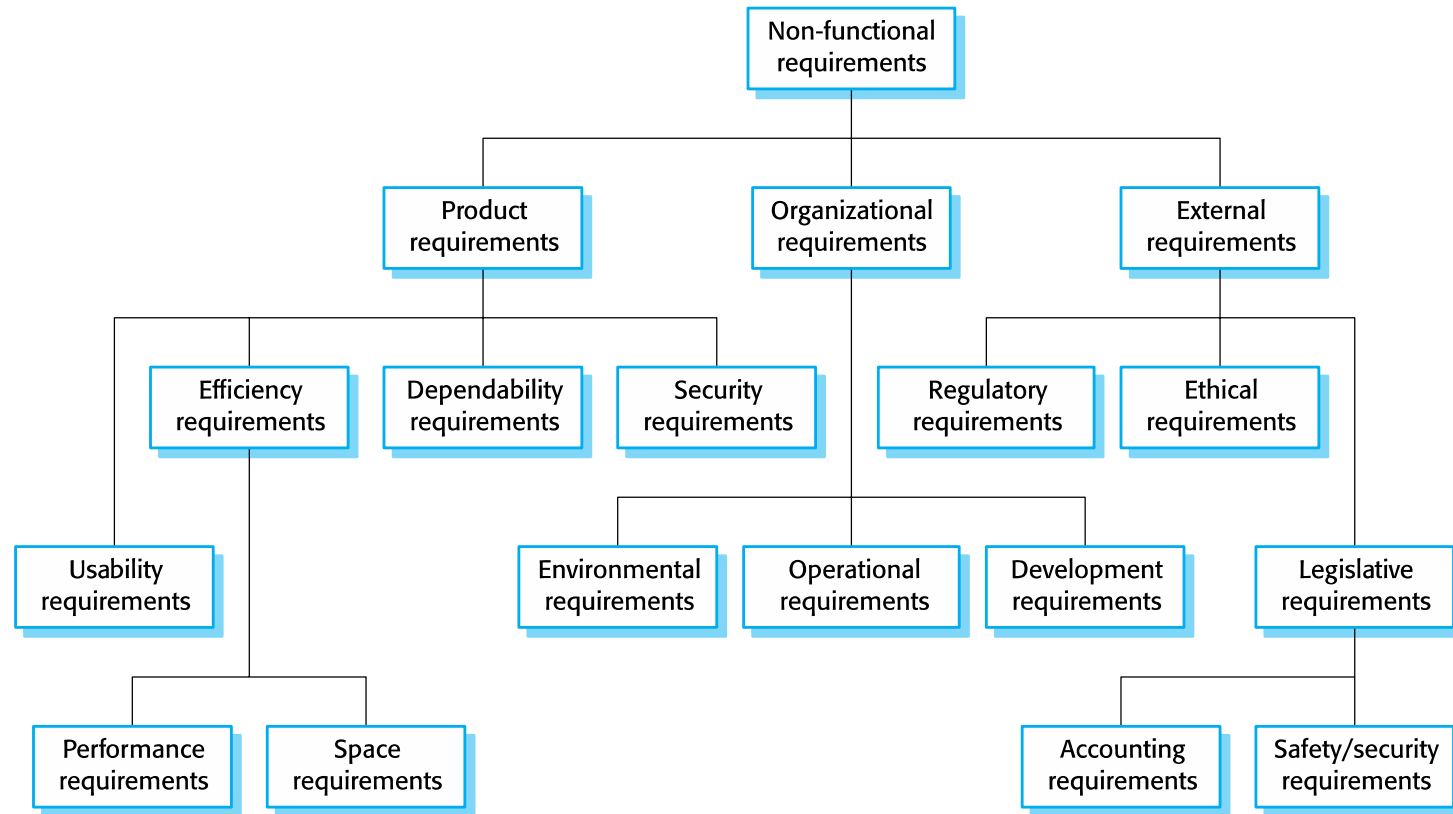 Non-functional
requirements
Product
requirements
Organizational
requirements
External
requirements
Efficiency
requirements
Dependability
requirements
Security
requirements
Regulatory
requirements
Ethical
requirements
Usability
requirements
Environmental
requirements
Operational
requirements
Development
requirements
Legislative
requirements
Performance
requirements
Space
requirements
Accounting
requirements
Safety/security
requirements